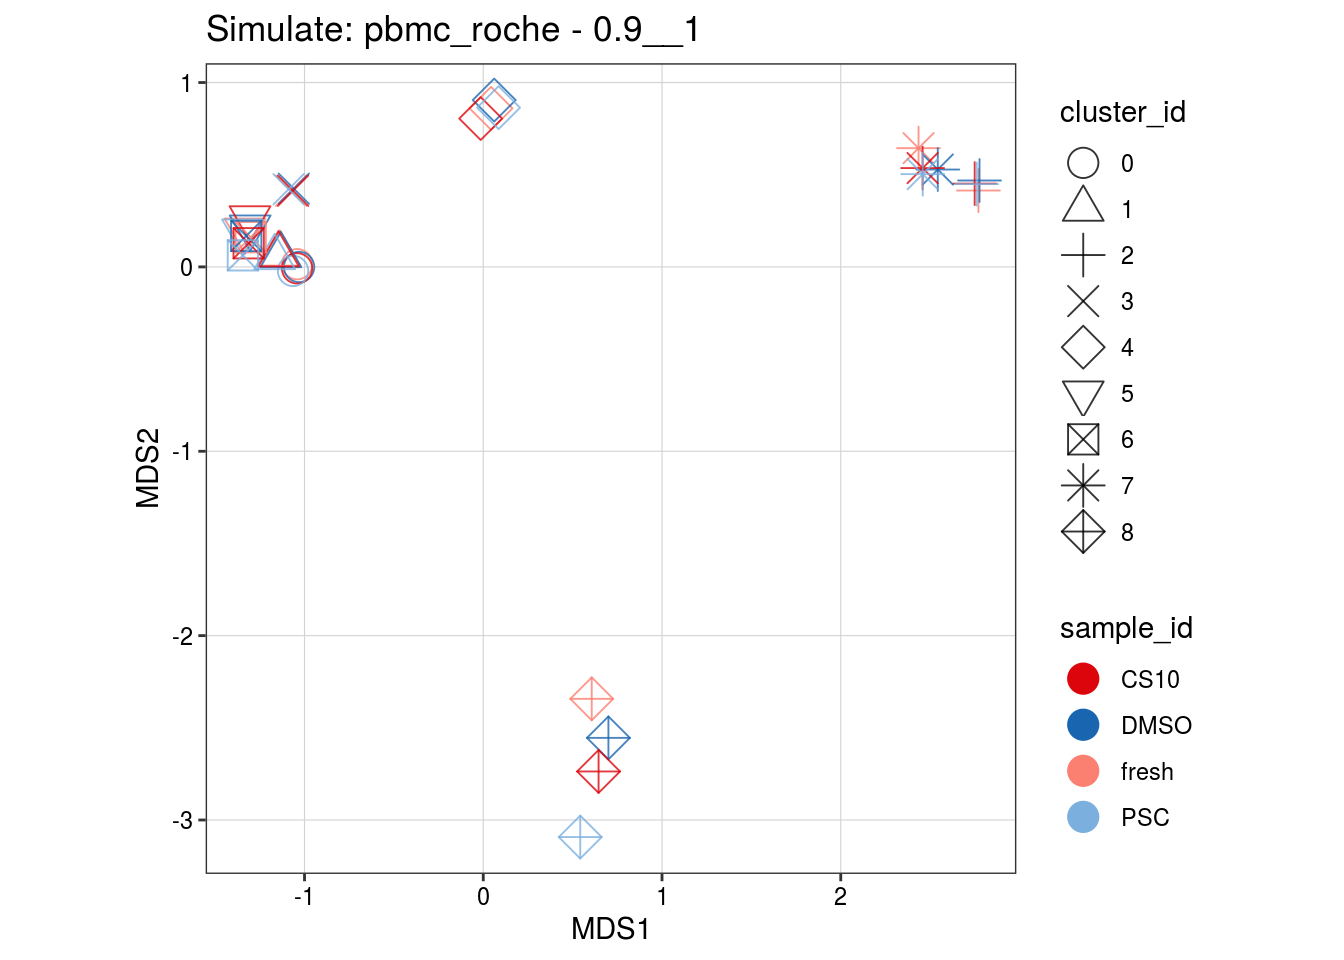 Simulate: pbmc_roche - 0.9__1
1
0
-1
-2
-3
MDS2
-1
0
1
2
MDS1
cluster_id
0
1
2
3
4
5
6
7
8
sample_id
CS10
DMSO
fresh
PSC